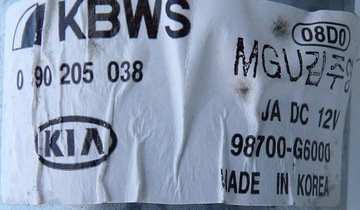 KBWS
08D0
MGU김주영
0 390 205 038
JA DC 12V
KIA
98700-G6000
MADE IN KOREA